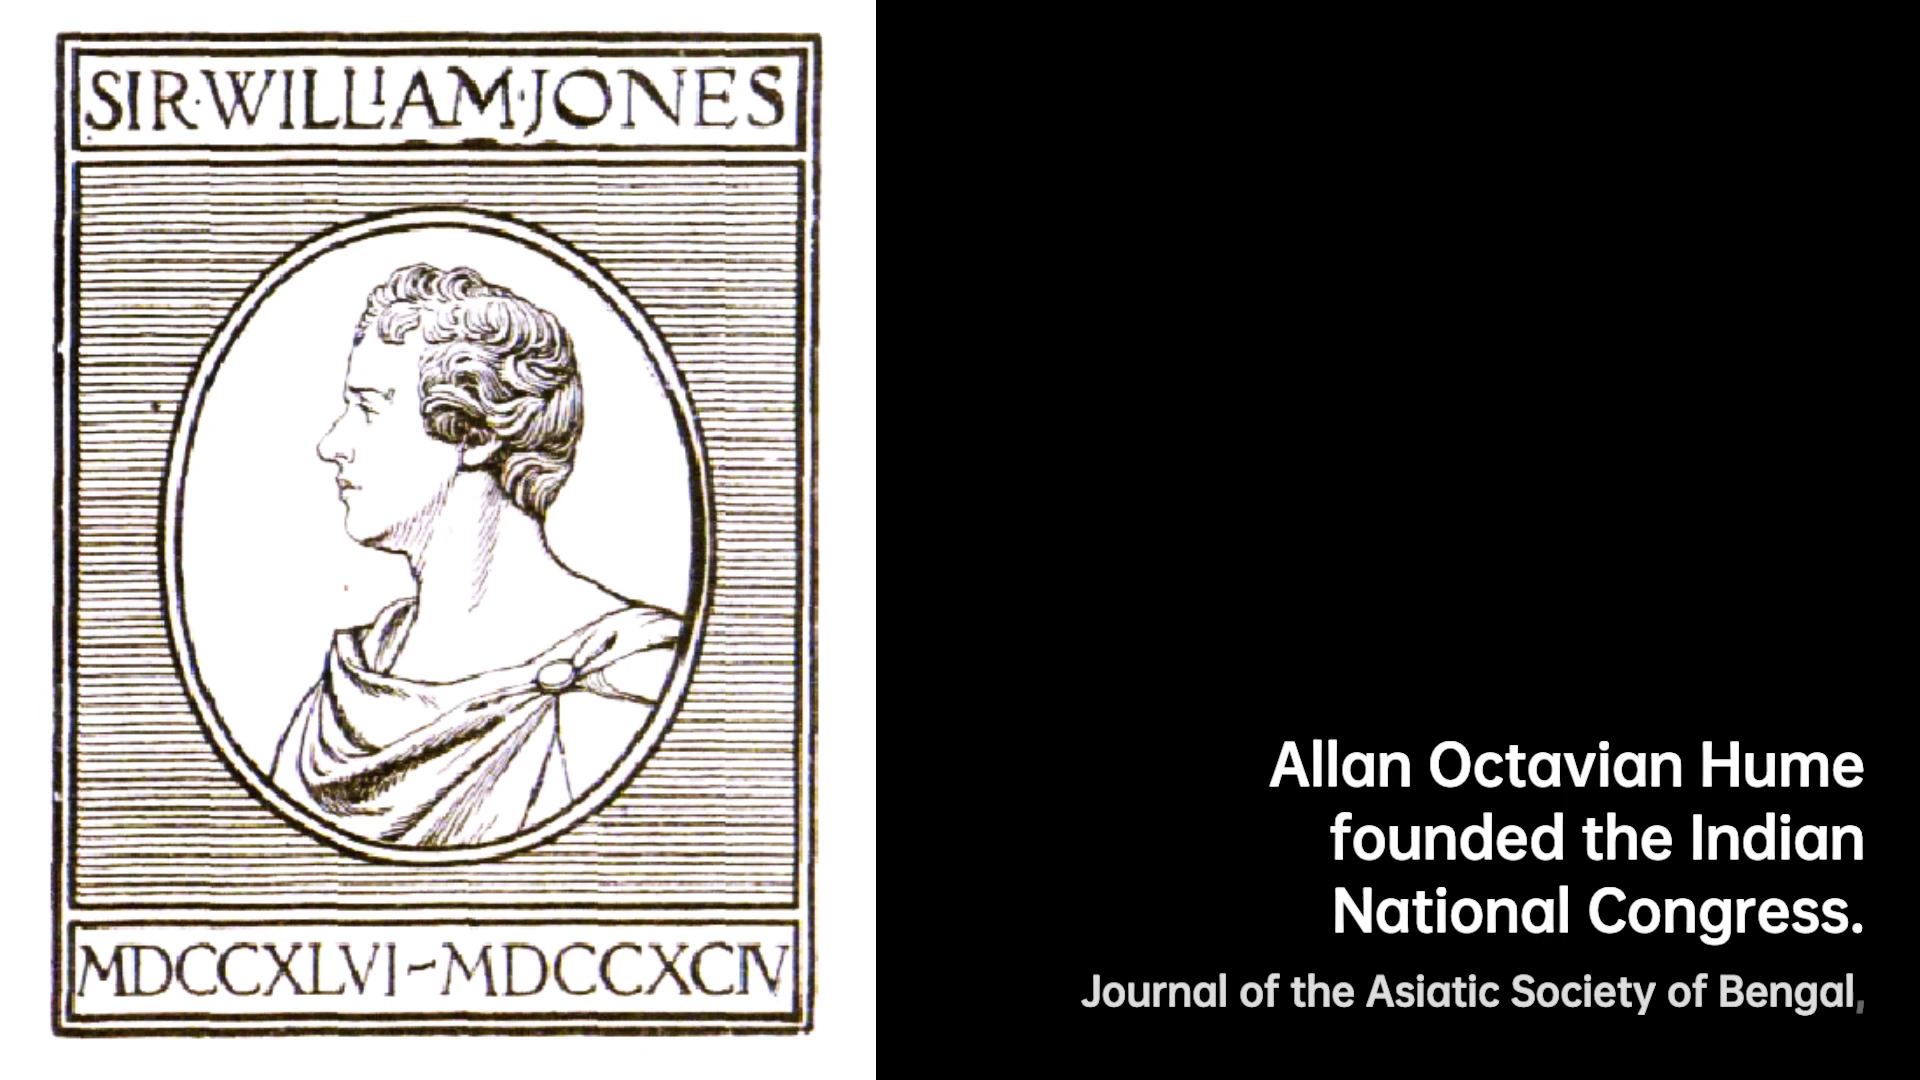 SIR·WILLIAM·JONES
MDCCXLVI~MDCCXCIV
Allan Octavian Hume
founded the Indian
National Congress.
Journal of the Asiatic Society of Bengal,